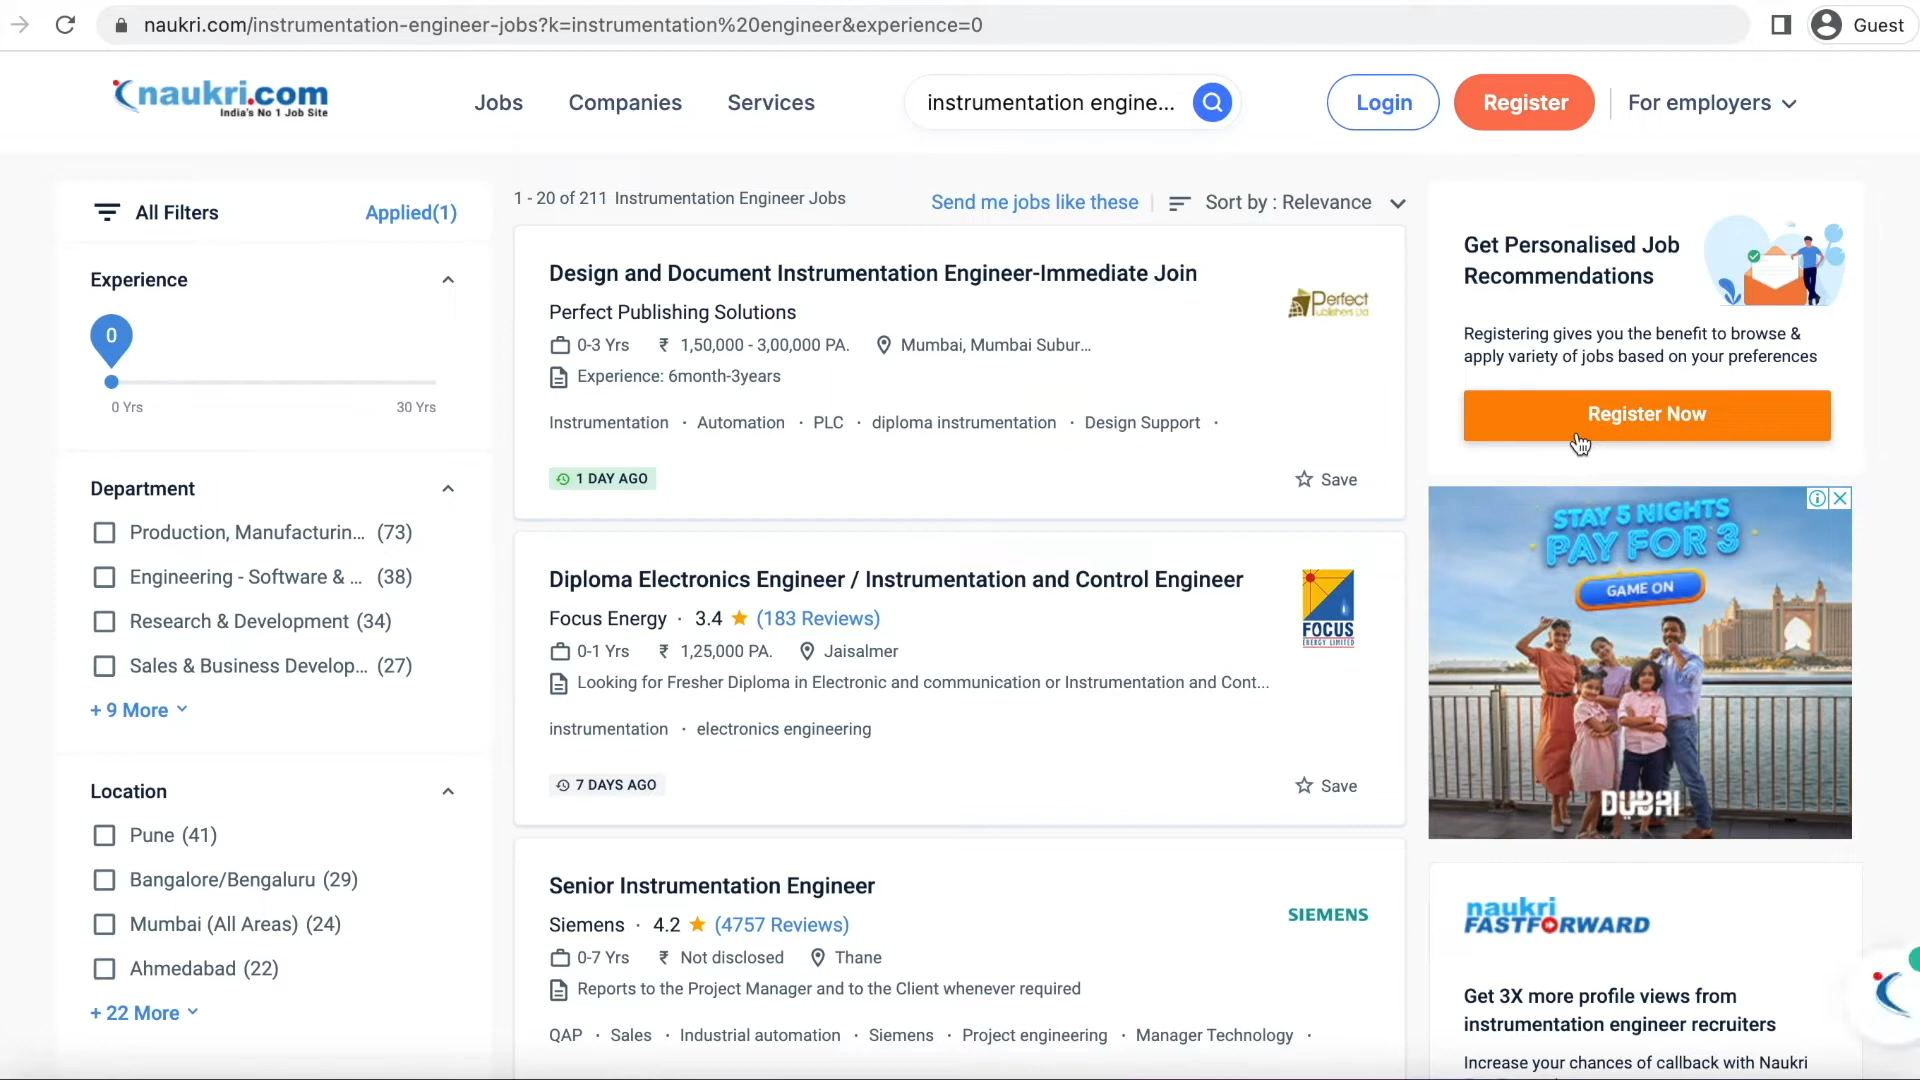 naukri.com/instrumentation-engineer-jobs?k=instrumentation%20engineer&experience=0
Guest
naukri.com
India's No 1 Job Site
Jobs
Companies
Services
instrumentation engine...
Login
Register
For employers
All Filters
Applied(1)
Experience
0
0 Yrs
30 Yrs
Department
Production, Manufacturin... (73)
Engineering - Software & ... (38)
Research & Development (34)
Sales & Business Develop... (27)
+ 9 More
Location
Pune (41)
Bangalore/Bengaluru (29)
Mumbai (All Areas) (24)
Ahmedabad (22)
+ 22 More
1 - 20 of 211 Instrumentation Engineer Jobs
Send me jobs like these
Sort by : Relevance
Design and Document Instrumentation Engineer-Immediate Join
Perfect Publishing Solutions
Perfect
Publishers Ltd
0-3 Yrs ₹ 1,50,000 - 3,00,000 PA. Mumbai, Mumbai Subur...
Experience: 6month-3years
Instrumentation · Automation · PLC · diploma instrumentation · Design Support ·
1 DAY AGO
Save
Diploma Electronics Engineer / Instrumentation and Control Engineer
Focus Energy · 3.4 ★ (183 Reviews)
FOCUS
ENERGY LIMITED
0-1 Yrs ₹ 1,25,000 PA. Jaisalmer
Looking for Fresher Diploma in Electronic and communication or Instrumentation and Cont...
instrumentation · electronics engineering
7 DAYS AGO
Save
Senior Instrumentation Engineer
Siemens · 4.2 ★ (4757 Reviews)
SIEMENS
0-7 Yrs ₹ Not disclosed Thane
Reports to the Project Manager and to the Client whenever required
QAP · Sales · Industrial automation · Siemens · Project engineering · Manager Technology ·
Get Personalised Job
Recommendations
Registering gives you the benefit to browse &
apply variety of jobs based on your preferences
Register Now
STAY 5 NIGHTS
PAY FOR 3
GAME ON
DUBAI
naukri
FASTFORWARD
Get 3X more profile views from
instrumentation engineer recruiters
Increase your chances of callback with Naukri